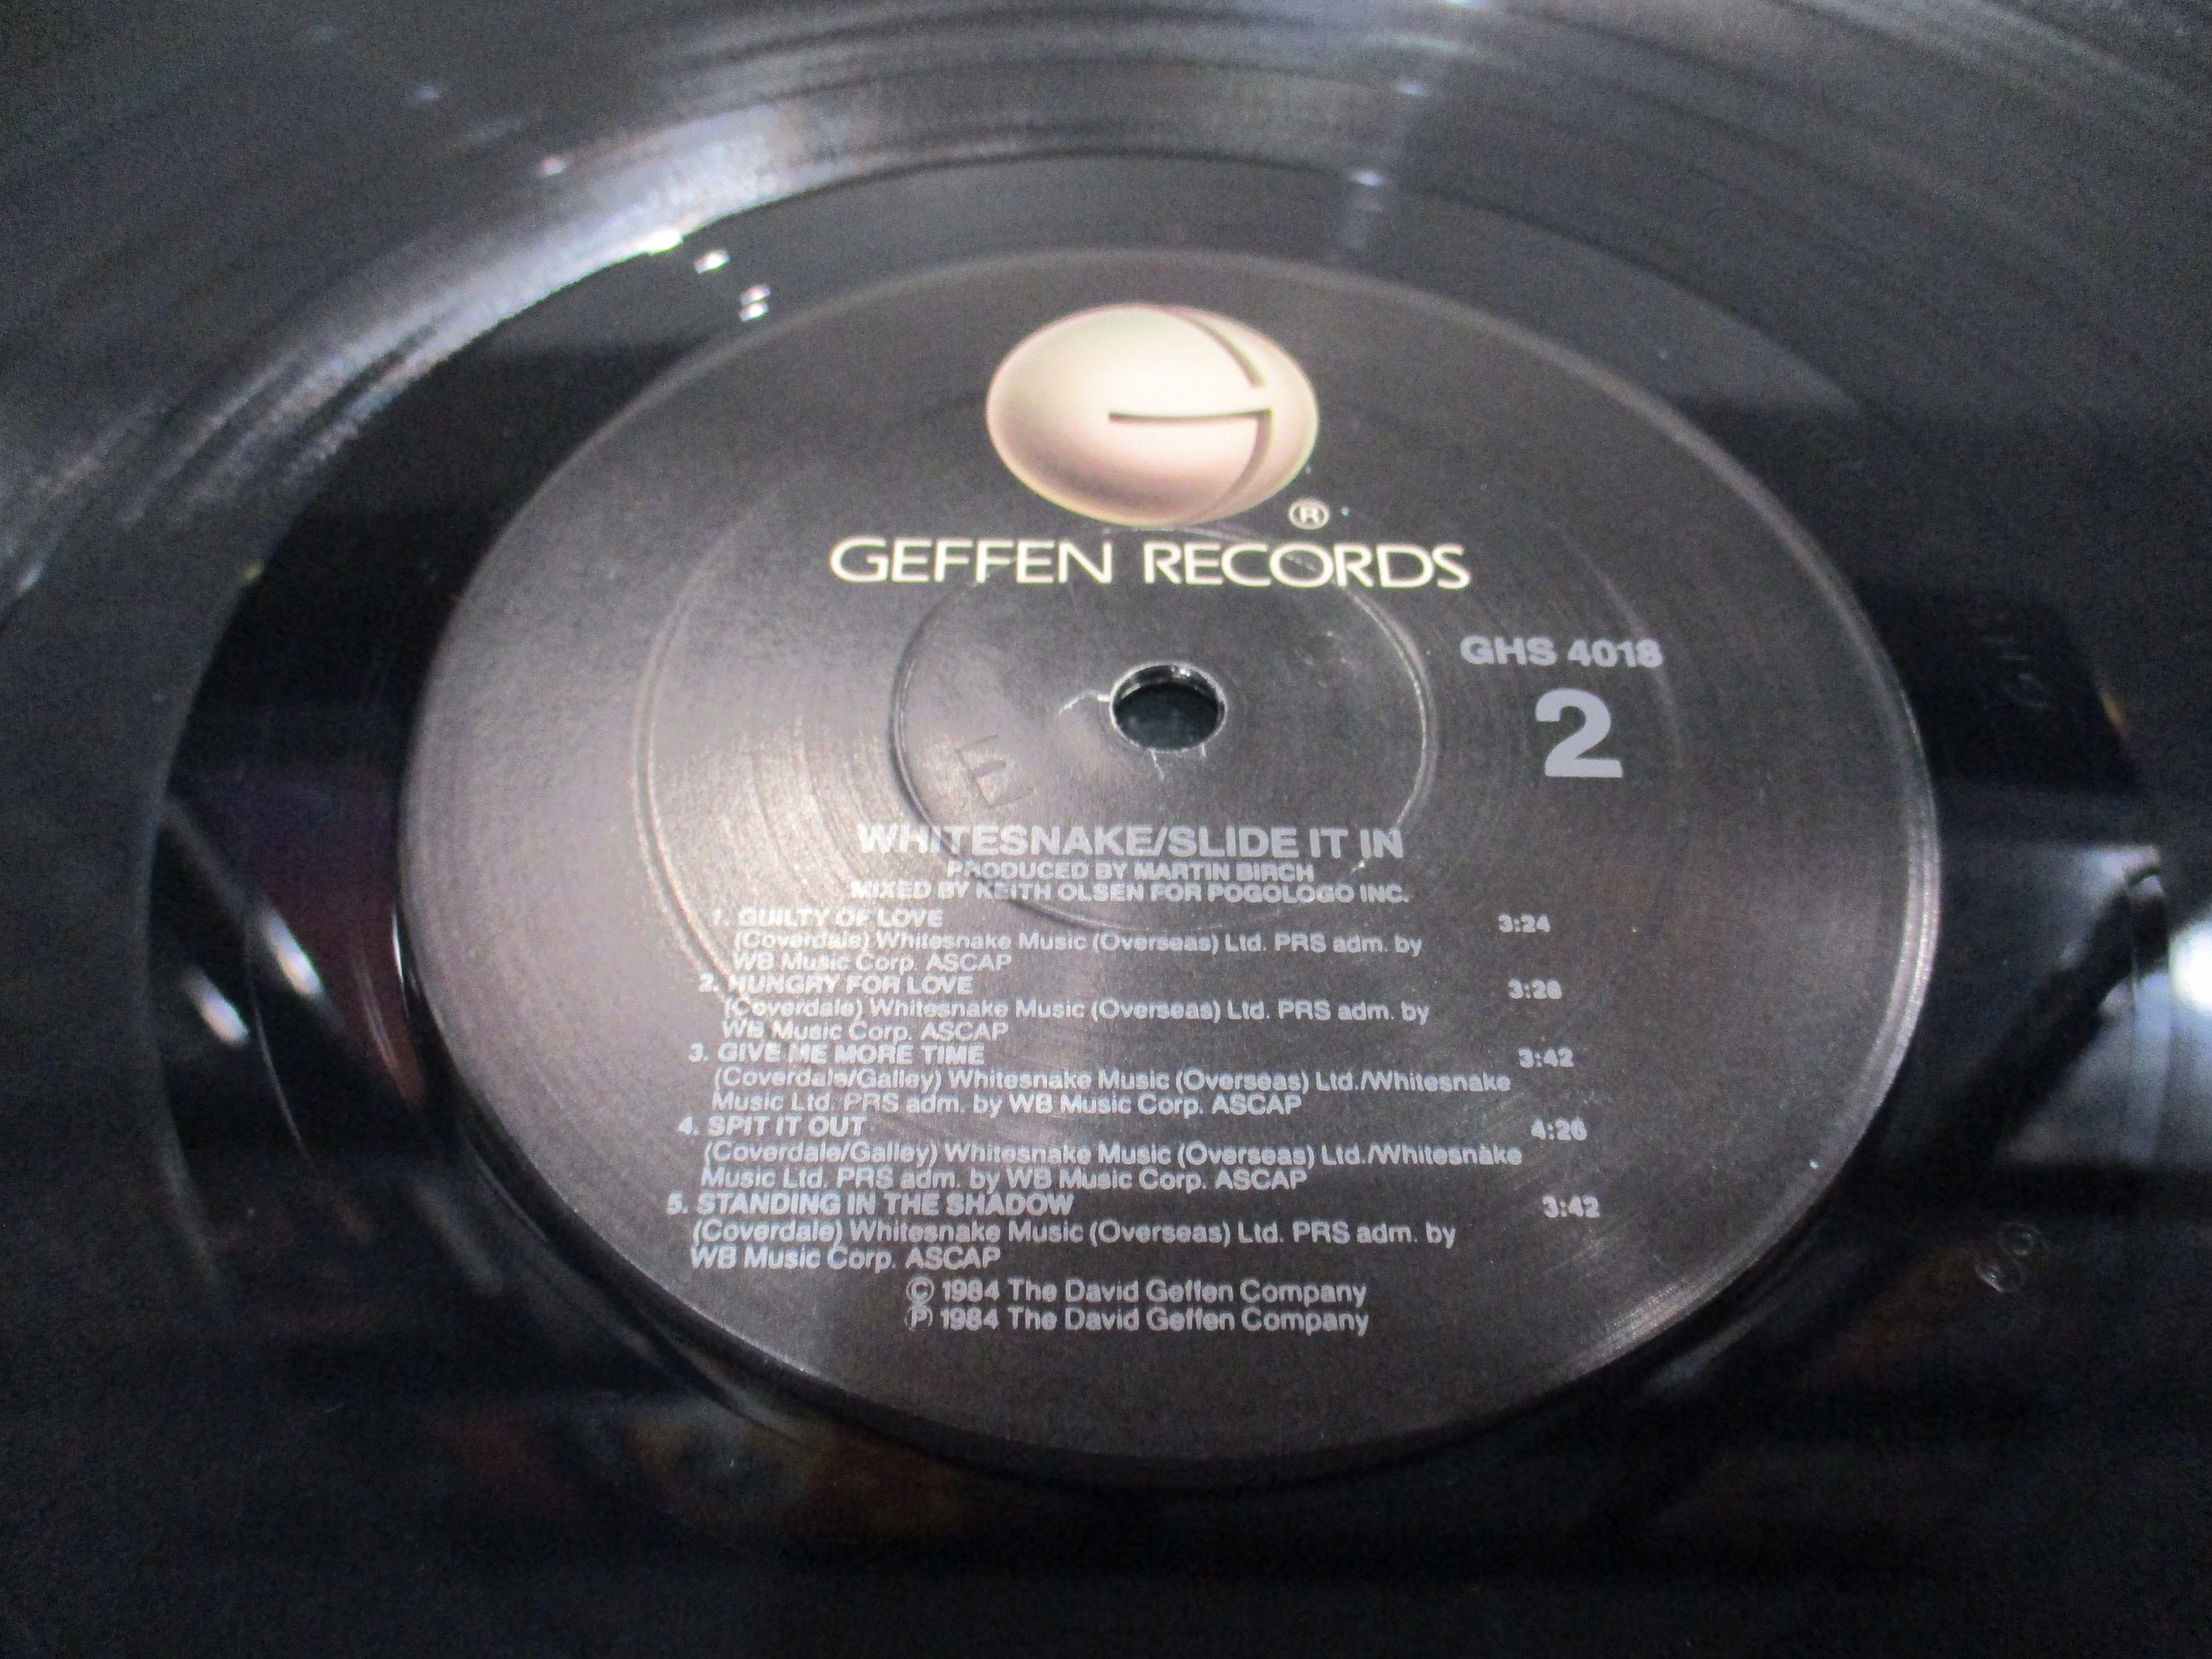 ®
GEFFEN RECORDS
GHS 4018
2
WHITESNAKE/SLIDE IT IN
PRODUCED BY MARTIN BIRCH
MIXED BY KEITH OLSEN FOR POGOLOGO INC.
1. GUILTY OF LOVE 3:24
(Coverdale) Whitesnake Music (Overseas) Ltd. PRS adm. by
WB Music Corp. ASCAP
2. HUNGRY FOR LOVE 3:28
(Coverdale) Whitesnake Music (Overseas) Ltd. PRS adm. by
WB Music Corp. ASCAP
3. GIVE ME MORE TIME 3:42
(Coverdale/Galley) Whitesnake Music (Overseas) Ltd./Whitesnake
Music Ltd. PRS adm. by WB Music Corp. ASCAP
4. SPIT IT OUT 4:26
(Coverdale/Galley) Whitesnake Music (Overseas) Ltd./Whitesnake
Music Ltd. PRS adm. by WB Music Corp. ASCAP
5. STANDING IN THE SHADOW 3:42
(Coverdale) Whitesnake Music (Overseas) Ltd. PRS adm. by
WB Music Corp. ASCAP
© 1984 The David Geffen Company
℗ 1984 The David Geffen Company